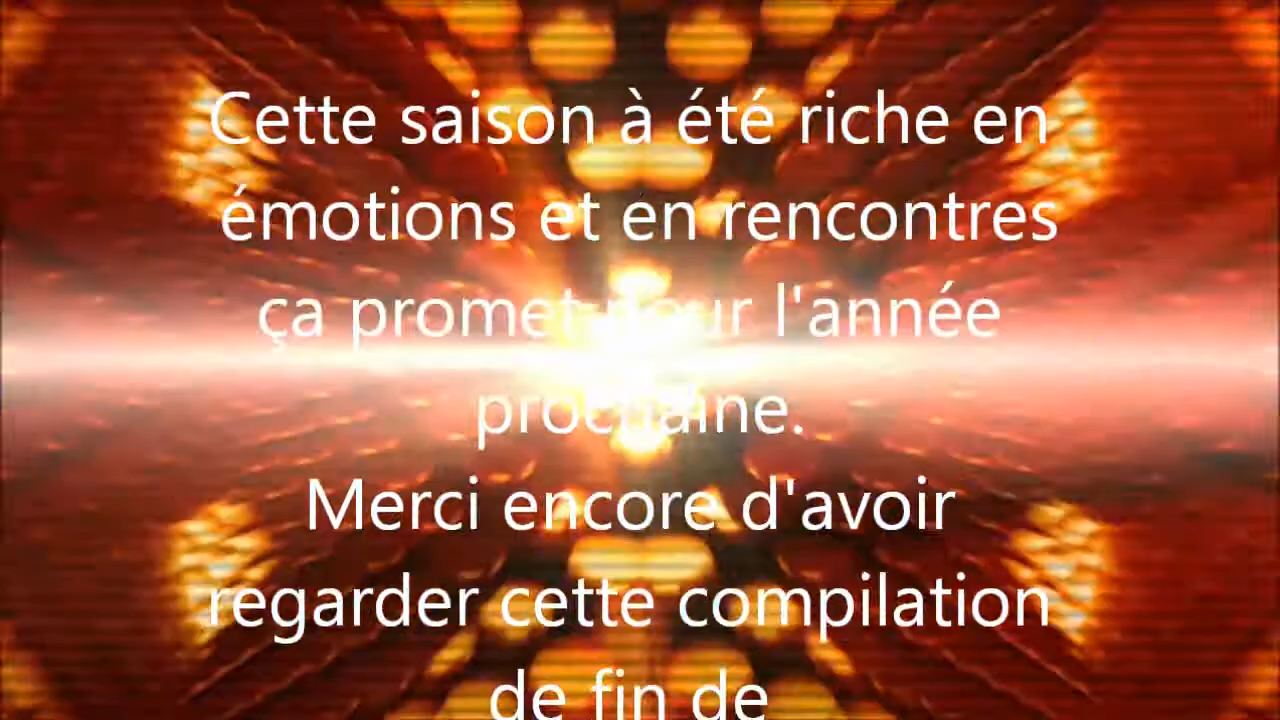 Cette saison à été riche en
émotions et en rencontres
ça promet pour l'année
prochaine.
Merci encore d'avoir
regarder cette compilation
de fin de